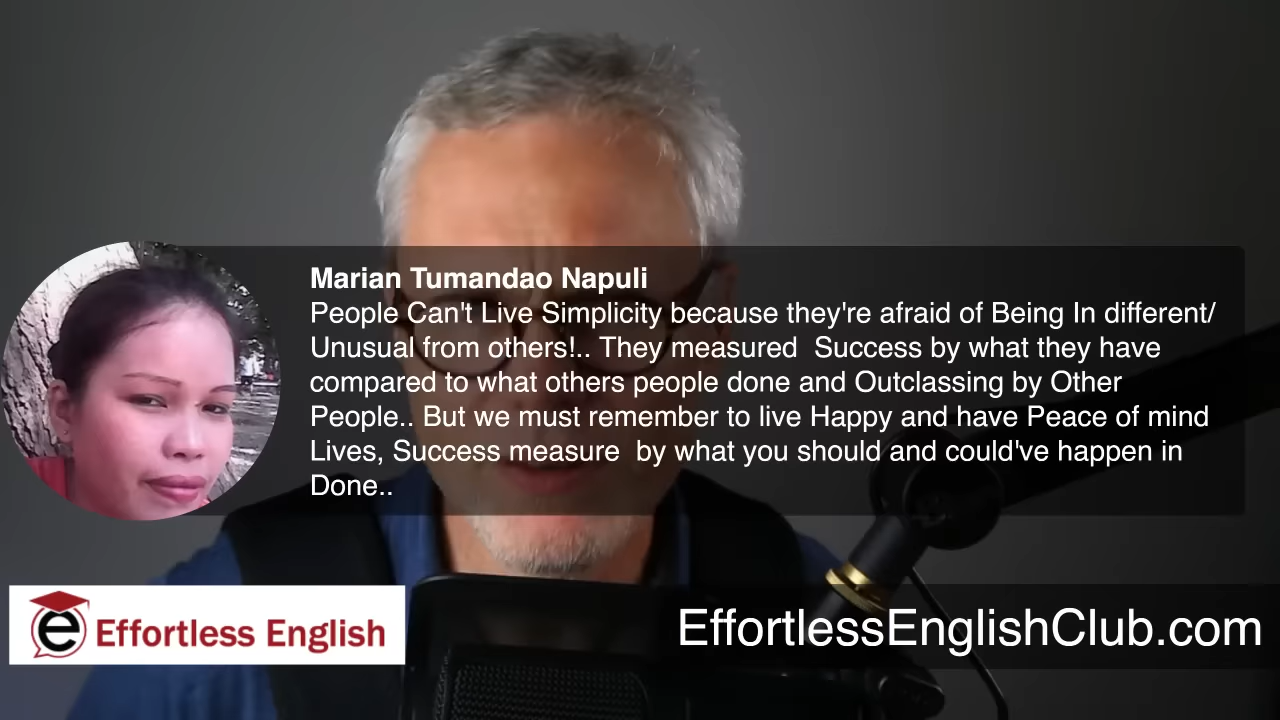 Marian Tumandao Napuli
People Can't Live Simplicity because they're afraid of Being In different/
Unusual from others!.. They measured  Success by what they have
compared to what others people done and Outclassing by Other
People.. But we must remember to live Happy and have Peace of mind
Lives, Success measure  by what you should and could've happen in
Done..
e Effortless English
EffortlessEnglishClub.com